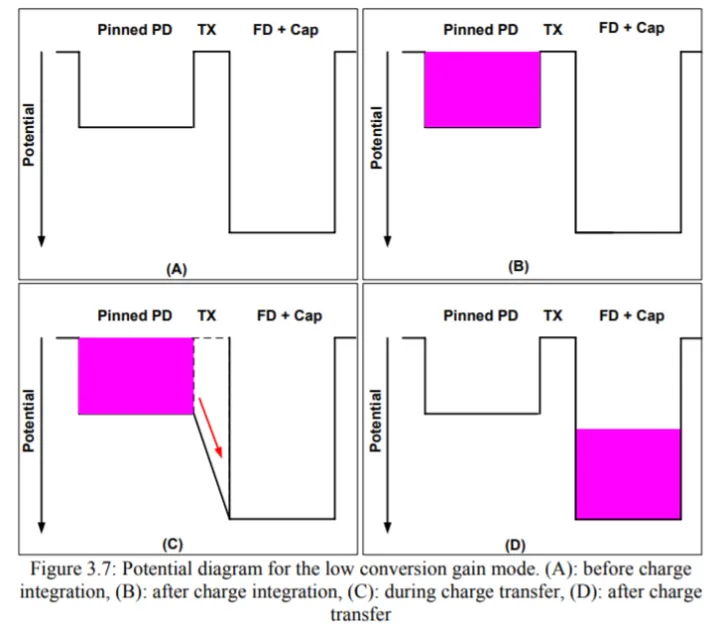 Pinned PD TX FD + Cap
Potential
(A)
Pinned PD TX FD + Cap
Potential
(B)
Pinned PD TX FD + Cap
Potential
(C)
Pinned PD TX FD + Cap
Potential
(D)
Figure 3.7: Potential diagram for the low conversion gain mode. (A): before charge
integration, (B): after charge integration, (C): during charge transfer, (D): after charge
transfer